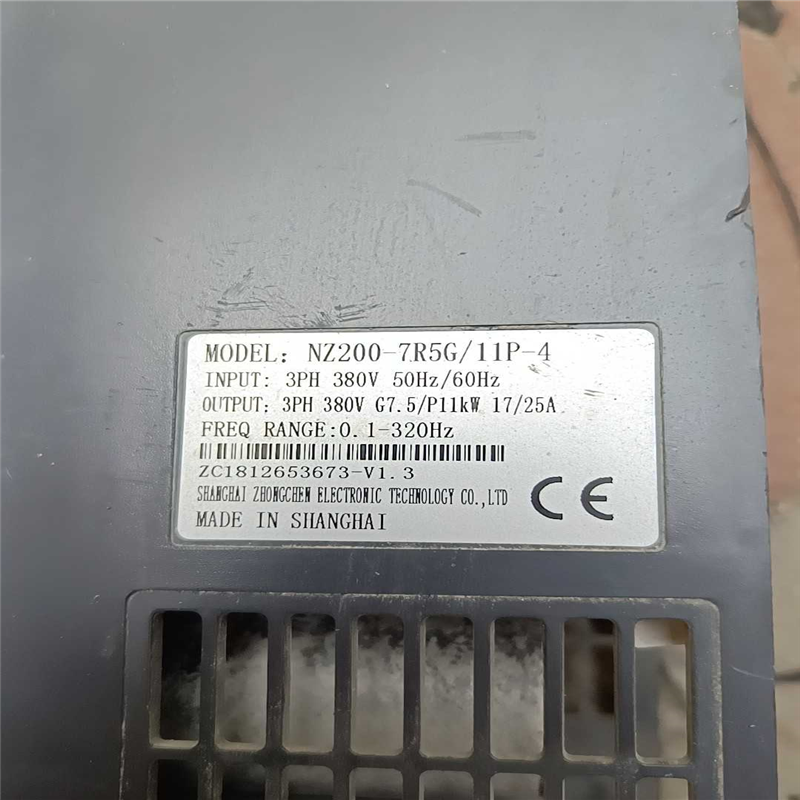 MODEL: NZ200-7R5G/11P-4
INPUT: 3PH 380V 50Hz/60Hz
OUTPUT: 3PH 380V G7.5/P11kW 17/25A
FREQ RANGE:0.1-320Hz
ZC1812653673-V1.3
SHANGHAI ZHONGCHEN ELECTRONIC TECHNOLOGY CO.,LTD
MADE IN SHANGHAI
CE